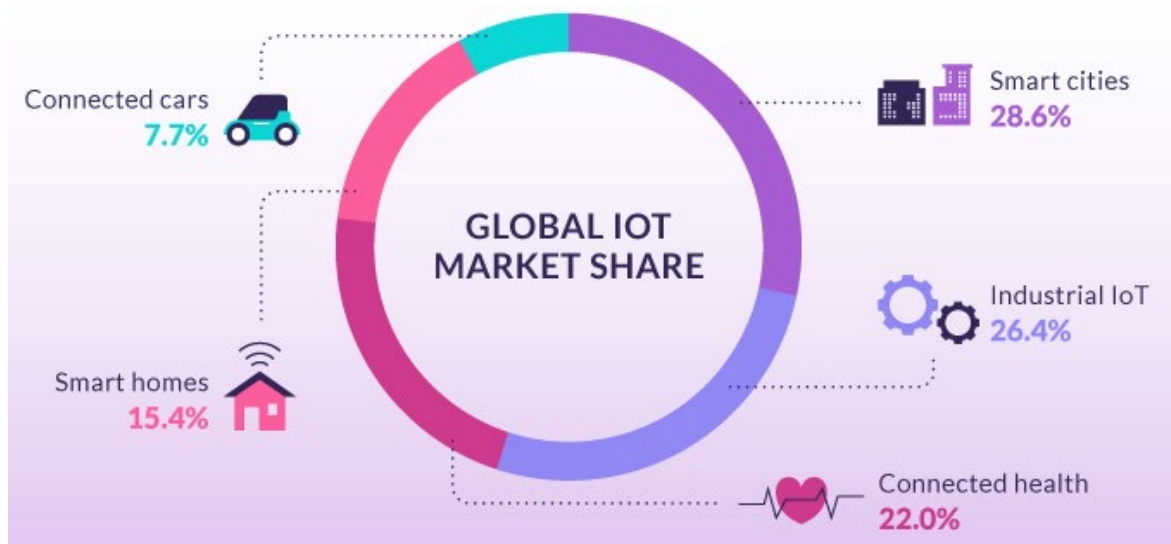 GLOBAL IOT
MARKET SHARE
Smart cities
28.6%
Industrial IoT
26.4%
Connected health
22.0%
Smart homes
15.4%
Connected cars
7.7%